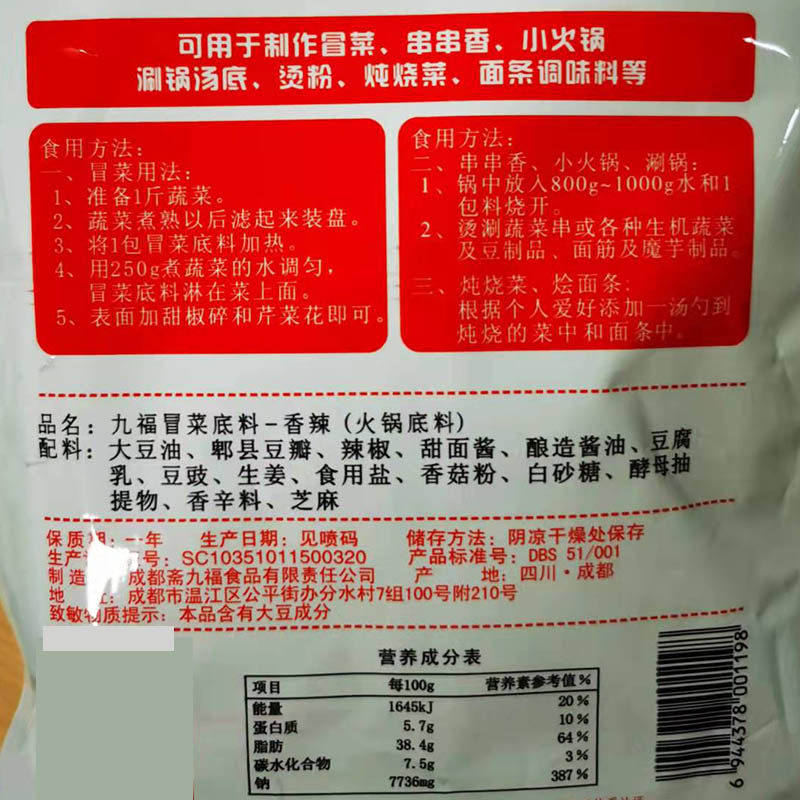 可用于制作冒菜、串串香、小火锅
涮锅汤底、烫粉、炖烧菜、面条调味料等
食用方法：
一、冒菜用法：
1、准备1斤蔬菜。
2、蔬菜煮熟以后滤起来装盘。
3、将1包冒菜底料加热。
4、用250g煮蔬菜的水调匀，
冒菜底料淋在菜上面。
5、表面加甜椒碎和芹菜花即可。
食用方法：
二、串串香、小火锅、涮锅：
1、锅中放入800g~1000g水和1
包料烧开。
2、烫涮蔬菜串或各种生机蔬菜
及豆制品、面筋及魔芋制品。
三、炖烧菜、烩面条：
根据个人爱好添加一汤勺到
炖烧的菜中和面条中。
品名：九福冒菜底料-香辣（火锅底料）
配料：大豆油、郫县豆瓣、辣椒、甜面酱、酿造酱油、豆腐
乳、豆豉、生姜、食用盐、香菇粉、白砂糖、酵母抽
提物、香辛料、芝麻
保质期：一年 生产日期：见喷码 储存方法：阴凉干燥处保存
生产 号：SC10351011500320 产品标准号：DBS 51/001
制造 成都斋九福食品有限责任公司 产 地：四川·成都
地 址：成都市温江区公平街办分水村7组100号附210号
致敏物质提示：本品含有大豆成分
营养成分表
项目 每100g 营养素参考值%
能量 1645kJ 20%
蛋白质 5.7g 10%
脂肪 38.4g 64%
碳水化合物 7.5g 3%
钠 7736mg 387%
6 944378 001198